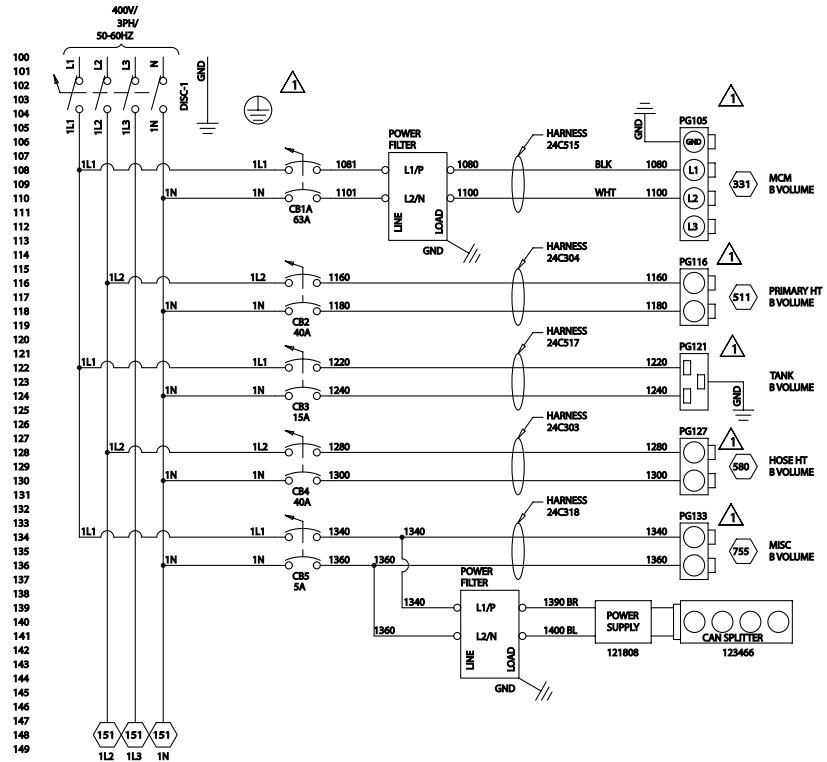 400V/
3PH/
50-60HZ
100
L1 L2 L3 N GND
101
102 1
103 DISC-1 1
104
105 1L1 1L2 1L3 1N POWER FILTER HARNESS 24C515 GND PG105
106 GND
107
108 1L1 1L1 1081 L1/P 1080 BLK 1080 L1
109 331 MCM B VOLUME
110 1N 1N 1101 L2/N 1100 WHT 1100 L2
111 CB1A 63A LINE LOAD
112 L3
113
114 GND HARNESS 24C304 1
115 PG116
116 1L2 1L2 1160 1160
117 511 PRIMARY HT B VOLUME
118 1N 1N 1180 1180
119 CB2 40A
120 HARNESS 24C517
121 PG121 1
122 1L1 1L1 1220 1220
123 TANK B VOLUME
124 1N 1N 1240 1240 GND
125 CB3 15A
126 HARNESS 24C303
127 PG127 1
128 1L2 1L2 1280 1280
129 580 HOSE HT B VOLUME
130 1N 1N 1300 1300
131 CB4 40A
132 HARNESS 24C318
133 PG133 1
134 1L1 1L1 1340 1340 1340
135 755 MISC B VOLUME
136 1N 1N 1360 1360 1360
137 CB5 5A POWER FILTER
138
139 1340 L1/P 1390 BR
140 POWER SUPPLY
141 1360 L2/N 1400 BL CAN SPLITTER
142 LINE LOAD 121808 123466
143
144 GND
145
146
147
148 151 151 151
149 1L2 1L3 1N